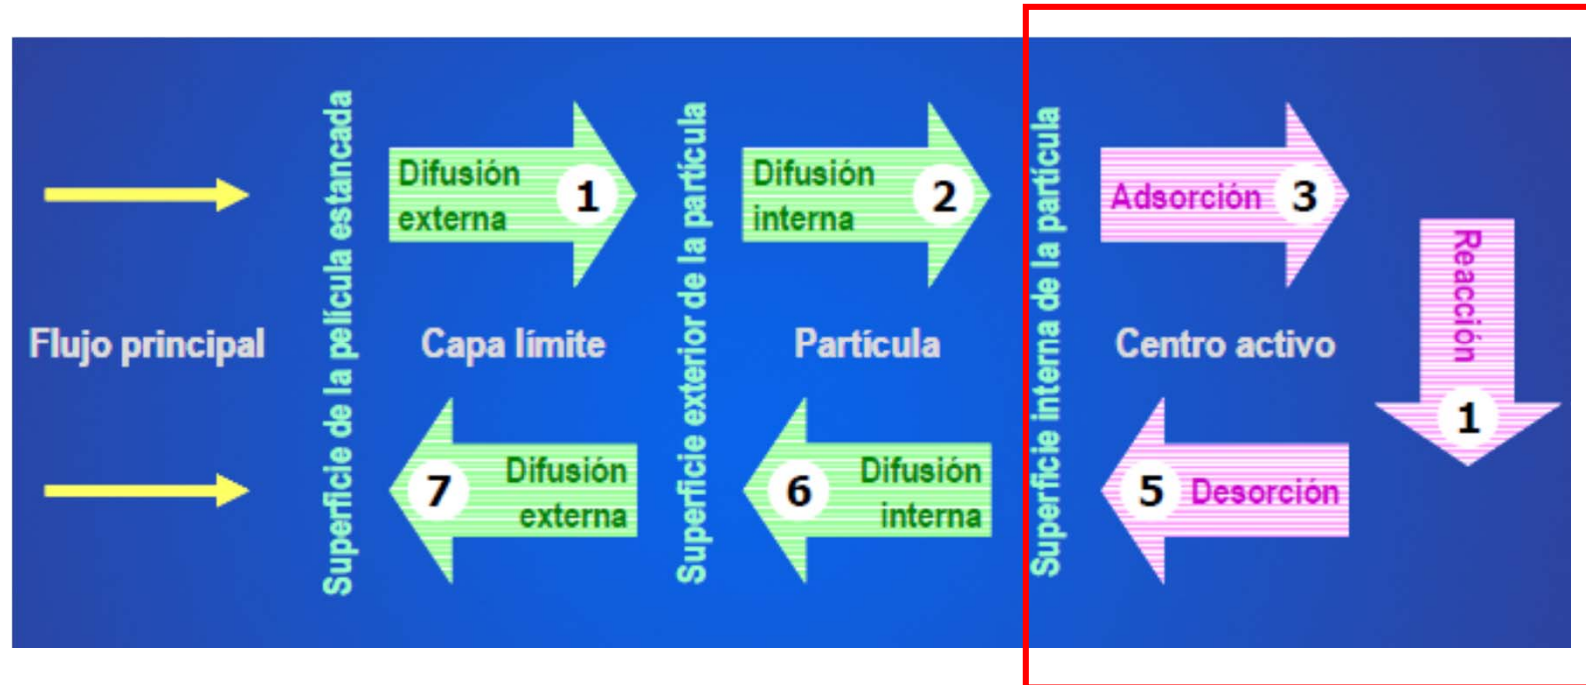 Flujo principal
Superficie de la película estancada
Difusión
externa
1
Capa límite
7
Difusión
externa
Superficie exterior de la partícula
Difusión
interna
2
Partícula
6
Difusión
interna
Superficie interna de la partícula
Adsorción
3
Centro activo
5
Desorción
Reacción
1